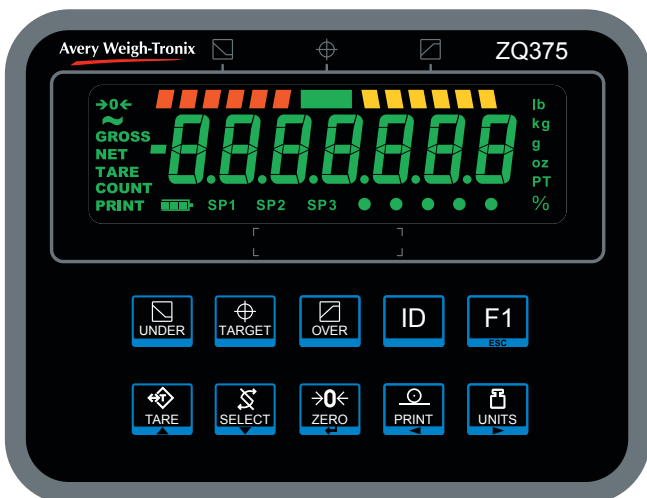 Avery Weigh-Tronix ZQ375
→0←
~
GROSS
NET
TARE
COUNT
PRINT
-8.8.8.8.8.8.8
SP1 SP2 SP3
lb
kg
g
oz
PT
%
UNDER TARGET OVER ID F1
ESC
TARE SELECT →0← ZERO PRINT UNITS